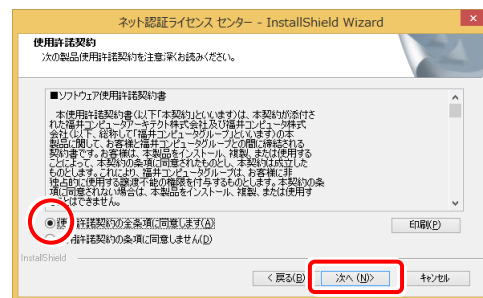 ネット認証ライセンス センター - InstallShield Wizard
使用許諾契約
次の製品使用許諾契約を注意深くお読みください。
■ソフトウェア使用許諾契約書
本使用許諾契約書(以下「本契約」といいます)は、本契約が添付さ
れた福井コンピュータアーキテクト株式会社及び福井コンピュータ株式
会社(以下、総称して「福井コンピュータグループ」といいます)の本
製品に関して、お客様と福井コンピュータグループとの間に締結される
契約書です。お客様は、本製品をインストール、複製、または使用する
ことによって、本契約の条項に同意されたものとし、本契約は成立した
ものとします。これにより、福井コンピュータグループは、お客様に非
独占的に使用する譲渡不能の権限を付与するものとします。本契約の条
項に同意されない場合は、本製品をインストール、複製、または使用す
ることはできません。
使用許諾契約の全条項に同意します(A)
使用許諾契約の条項に同意しません(D)
印刷(P)
InstallShield
< 戻る(B)
次へ (N)>
キャンセル